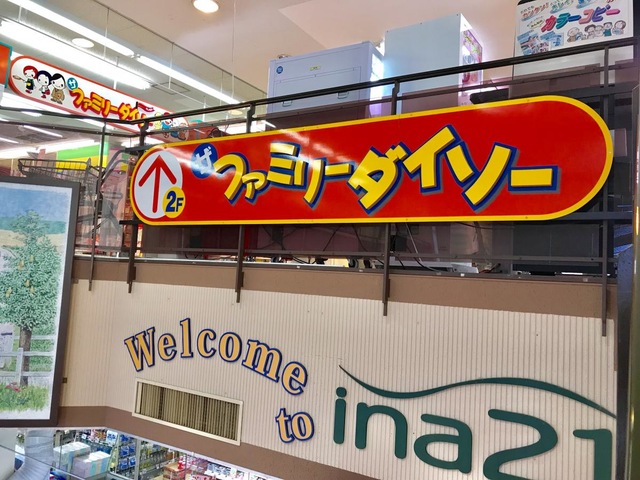 カラーコピー
ファミリーダイソー
ザ ファミリーダイソー
2F
Welcome
to
ina21